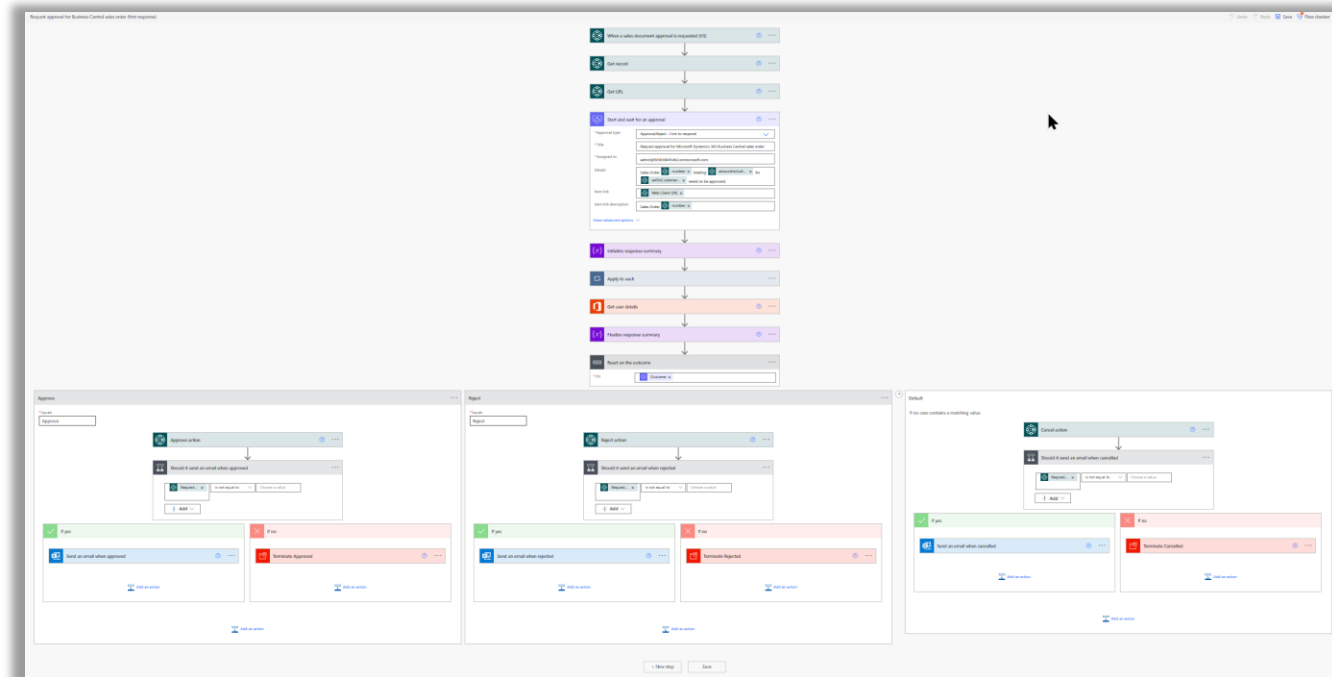 Request approval for Business Central sales order (first response)
Undo Redo Save Flow checker
When a sales document approval is requested (V3)
Get record
Get URL
Start and wait for an approval
* Approval type Approve/Reject - First to respond
* Title Request approval for Microsoft Dynamics 365 Business Central sales order
* Assigned to
Details Sales Order number x totaling x for
x needs to be approved.
Item link Web Client URL x
Item link description Sales Order number x
Show advanced options
Initialize response summary
Apply to each
Get user details
Finalize response summary
React on the outcome
* On Outcome x
Approve
* Equals
Approve
Approve action
Should it send an email when approved
Request... x is not equal to Choose a value
+ Add
If yes
If no
Send an email when approved
Terminate Approved
Add an action
Add an action
Add an action
Reject
* Equals
Reject
Reject action
Should it send an email when rejected
Request... x is not equal to Choose a value
+ Add
If yes
If no
Send an email when rejected
Terminate Rejected
Add an action
Add an action
Add an action
Default
If no case contains a matching value
Cancel action
Should it send an email when cancelled
Request... x is not equal to Choose a value
+ Add
If yes
If no
Send an email when cancelled
Terminate Cancelled
Add an action
Add an action
Add an action
+ New step Save